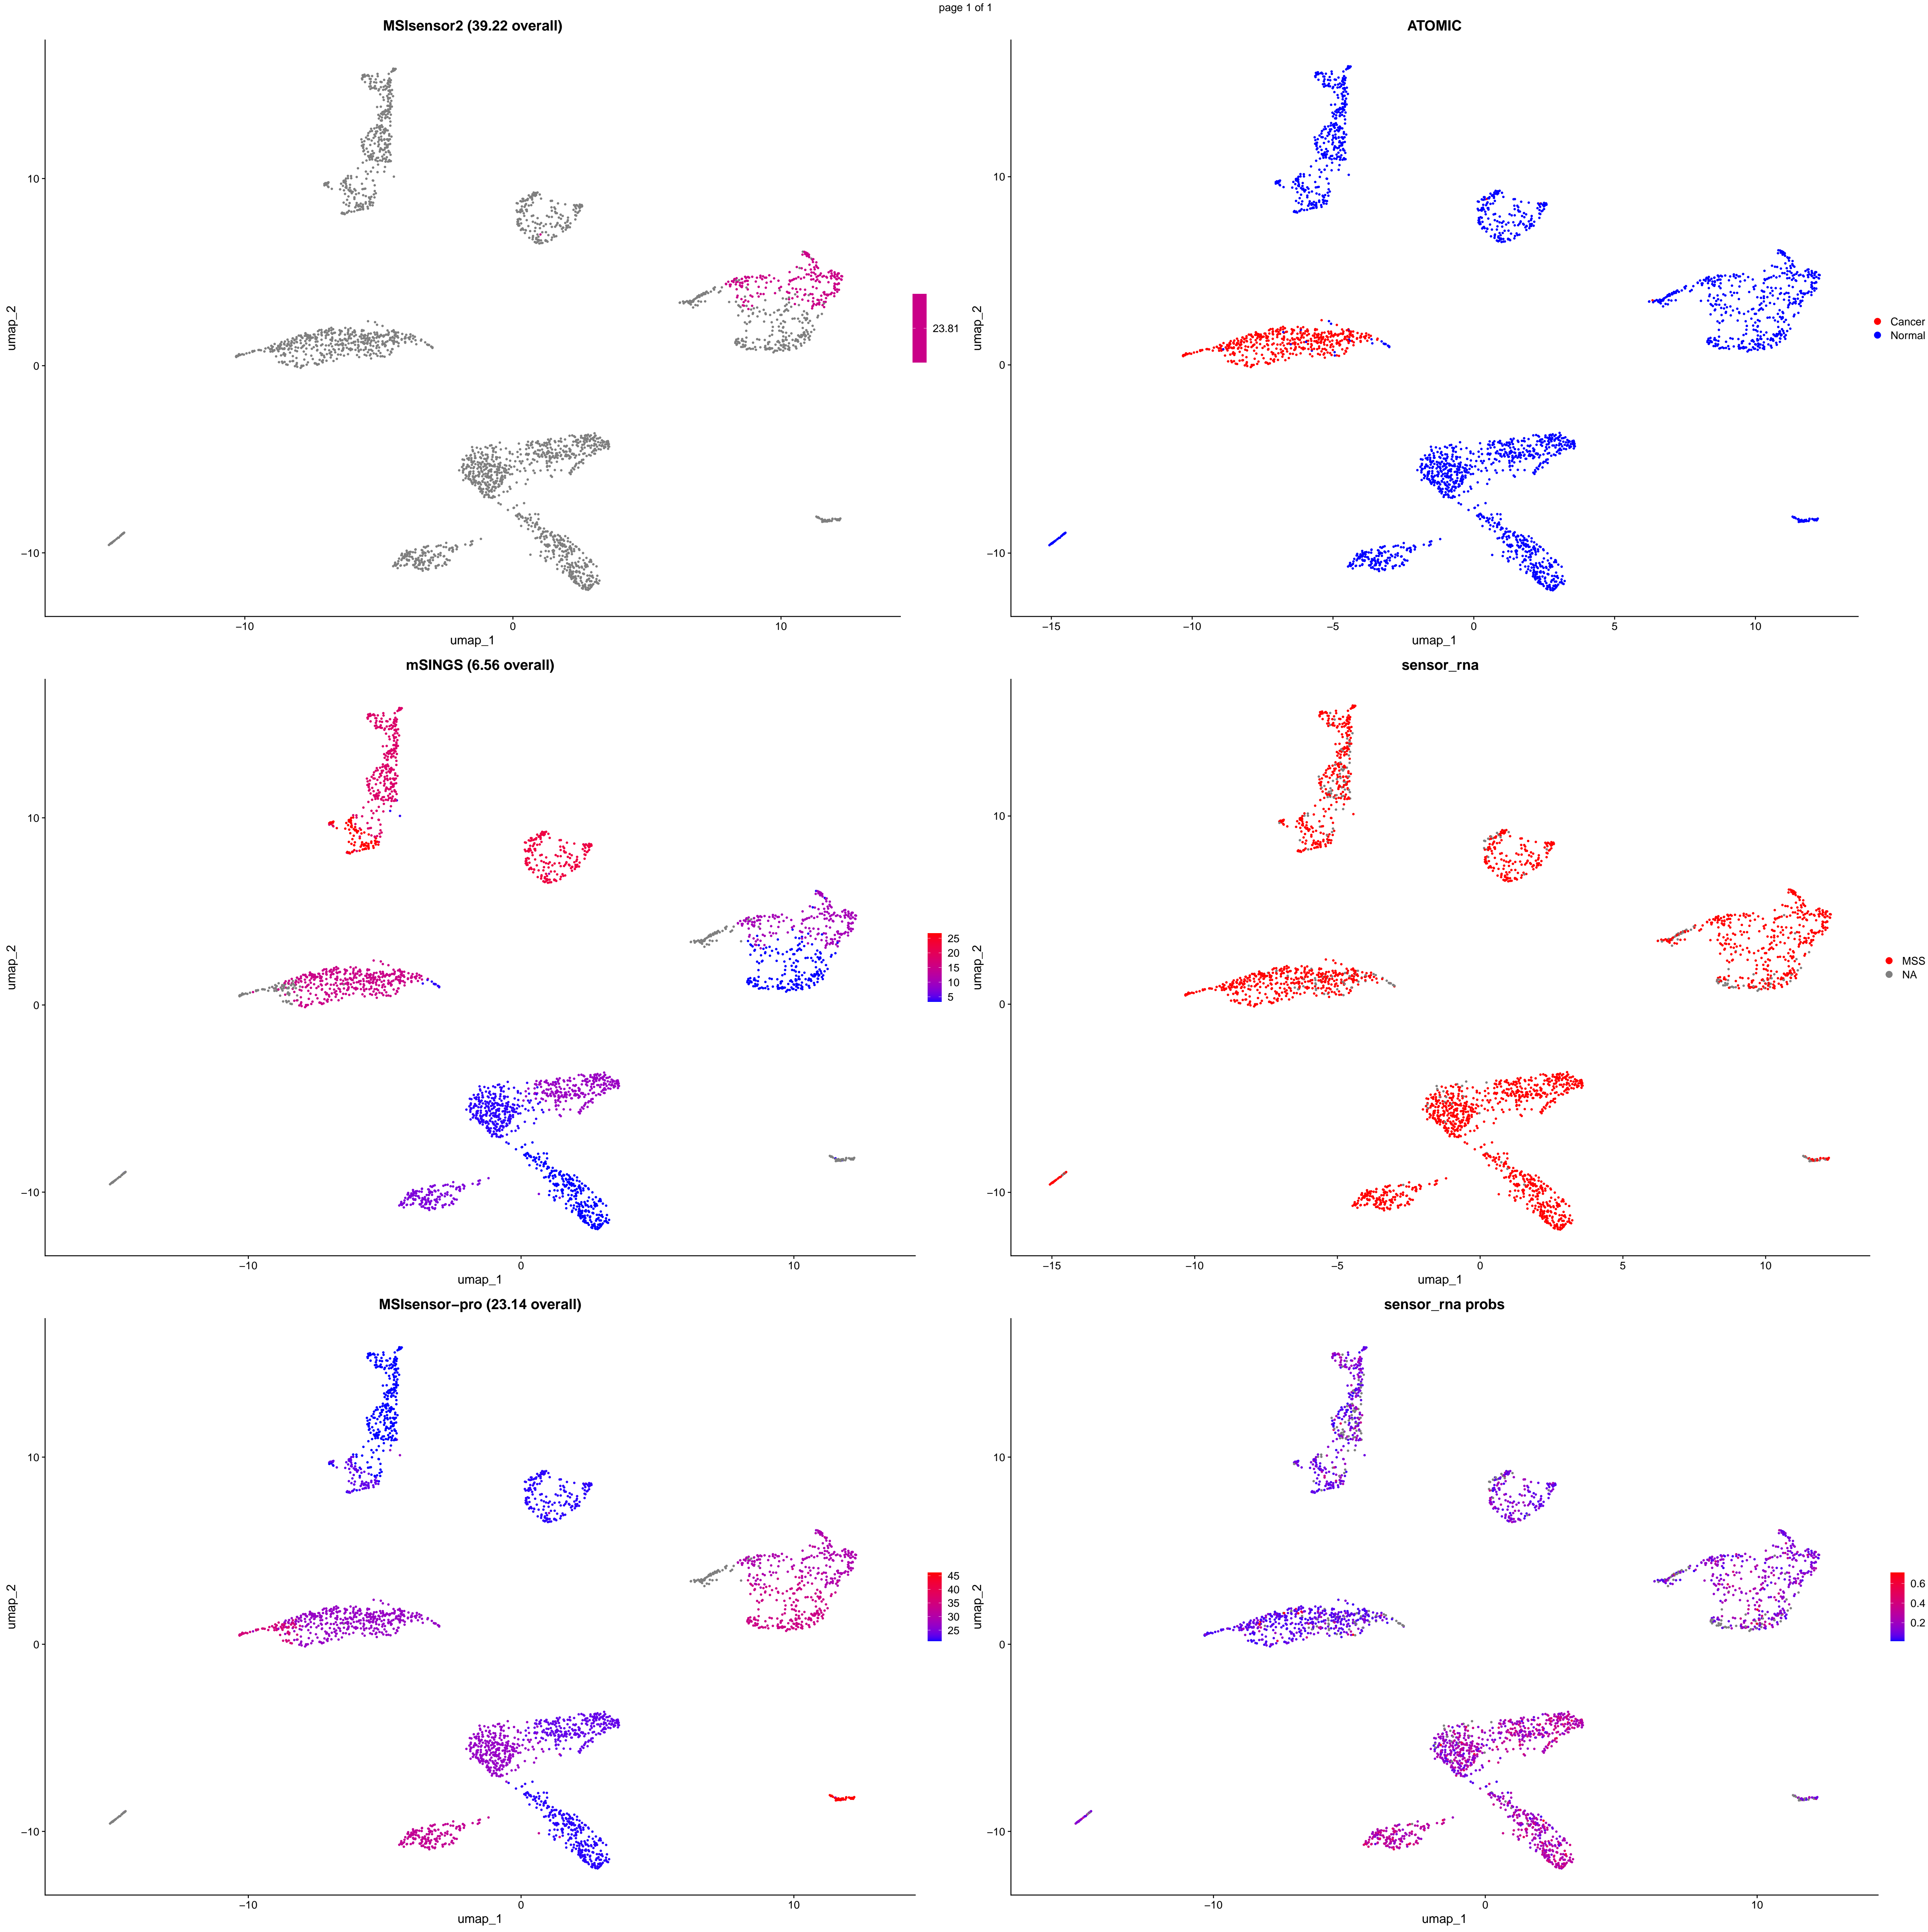 page 1 of 1
MSIsensor2 (39.22 overall)
umap_2
10
0
−10
−10
0
10
umap_1
23.81
ATOMIC
umap_2
10
0
−10
−15
−10
−5
0
5
10
umap_1
Cancer
Normal
mSINGS (6.56 overall)
umap_2
10
0
−10
−10
0
10
umap_1
25
20
15
10
5
sensor_rna
umap_2
10
0
−10
−15
−10
−5
0
5
10
umap_1
MSS
NA
MSIsensor−pro (23.14 overall)
umap_2
10
0
−10
−10
0
10
umap_1
45
40
35
30
25
sensor_rna probs
umap_2
10
0
−10
−10
0
10
umap_1
0.6
0.4
0.2